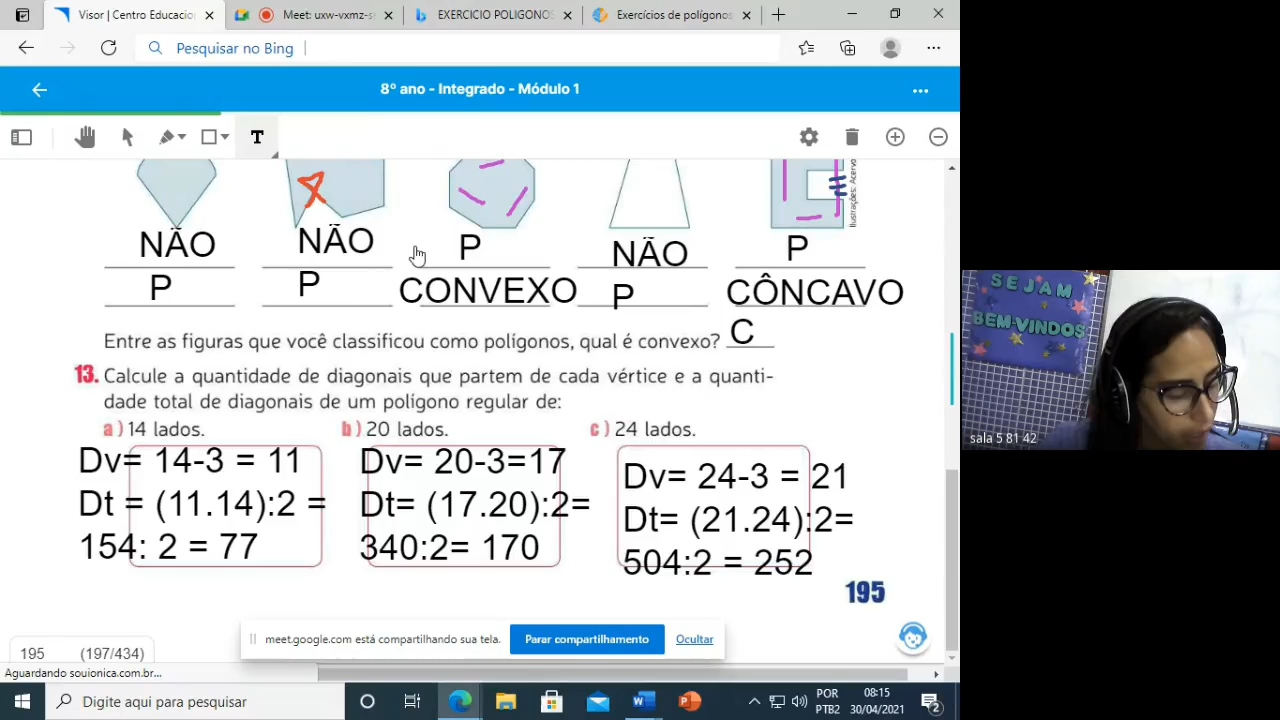 Visor | Centro Educacio
Meet: uxw-vxmz-s
EXERCICIO POLIGONOS
Exercícios de polígonos
Pesquisar no Bing
8º ano - Integrado - Módulo 1
T
Ilustrações: Acervo
NÃO NÃO P NÃO P
P P CONVEXO P CÔNCAVO
Entre as figuras que você classificou como polígonos, qual é convexo? C
13. Calcule a quantidade de diagonais que partem de cada vértice e a quanti-
dade total de diagonais de um polígono regular de:
a) 14 lados. b) 20 lados. c) 24 lados.
Dv= 14-3 = 11
Dt = (11.14):2 =
154: 2 = 77
Dv= 20-3=17
Dt= (17.20):2=
340:2= 170
Dv= 24-3 = 21
Dt= (21.24):2=
504:2 = 252
195
meet.google.com está compartilhando sua tela. Parar compartilhamento Ocultar
195 (197/434)
Aguardando souionica.com.br...
Digite aqui para pesquisar
POR
PTB2
08:15
30/04/2021
2
SEJAM
BEM-VINDOS
sala 5 81 42